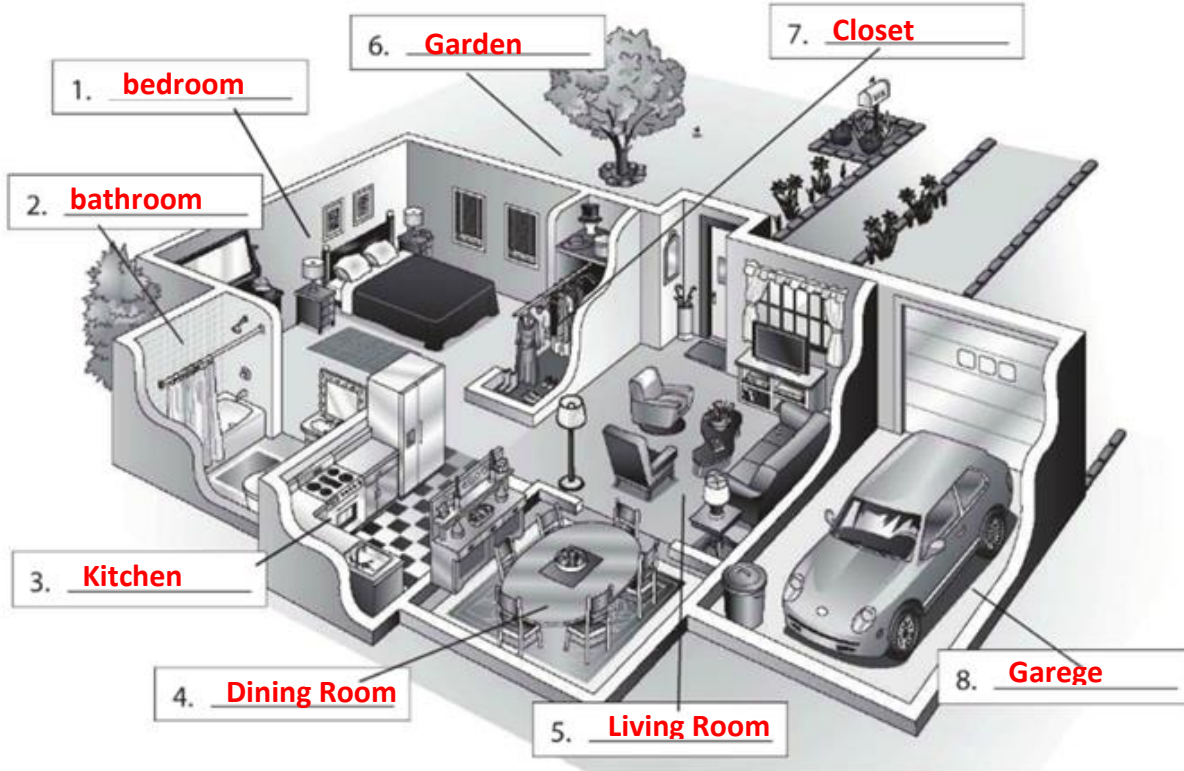 1. bedroom
2. bathroom
3. Kitchen
4. Dining Room
5. Living Room
6. Garden
7. Closet
8. Garege